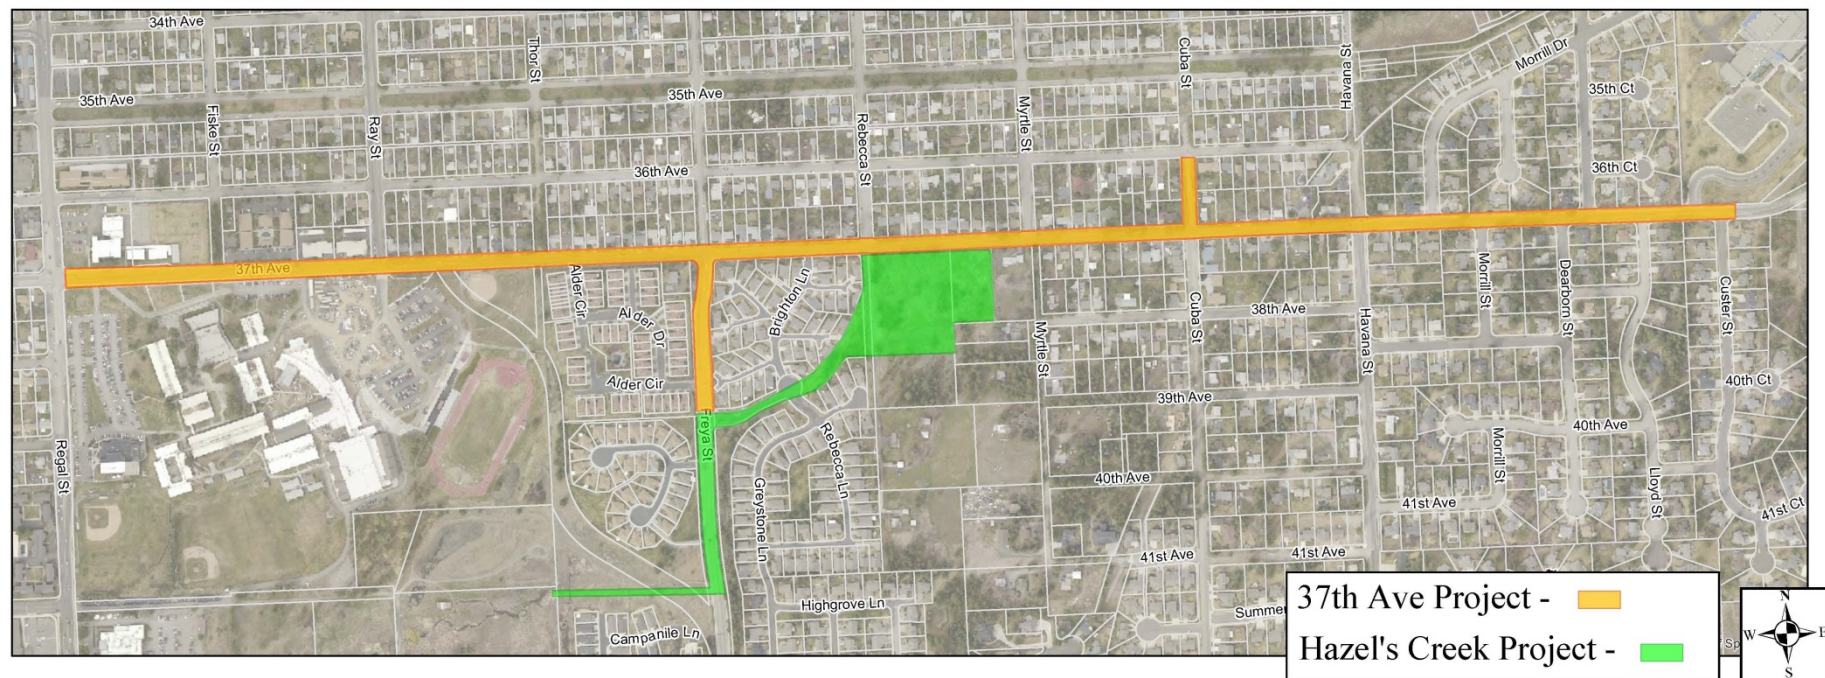 34th Ave
35th Ave
Fiske St
Ray St
Thor St
35th Ave
36th Ave
Rebecca St
Myrtle St
Cuba St
Havana St
Morrill Dr
35th Ct
36th Ct
37th Ave
Alder Cir
Alder Dr
Alder Cir
Brighton Ln
Freya St
Regal St
Greystone Ln
Rebecca Ln
Highgrove Ln
Campanile Ln
Myrtle St
38th Ave
39th Ave
40th Ave
41st Ave
41st Ave
Cuba St
Havana St
Morrill St
Dearborn St
Custer St
40th Ct
40th Ave
Morrill St
41st Ave
Lloyd St
41st Ct
Summer
Sp
37th Ave Project -
Hazel's Creek Project -
N
W
E
S